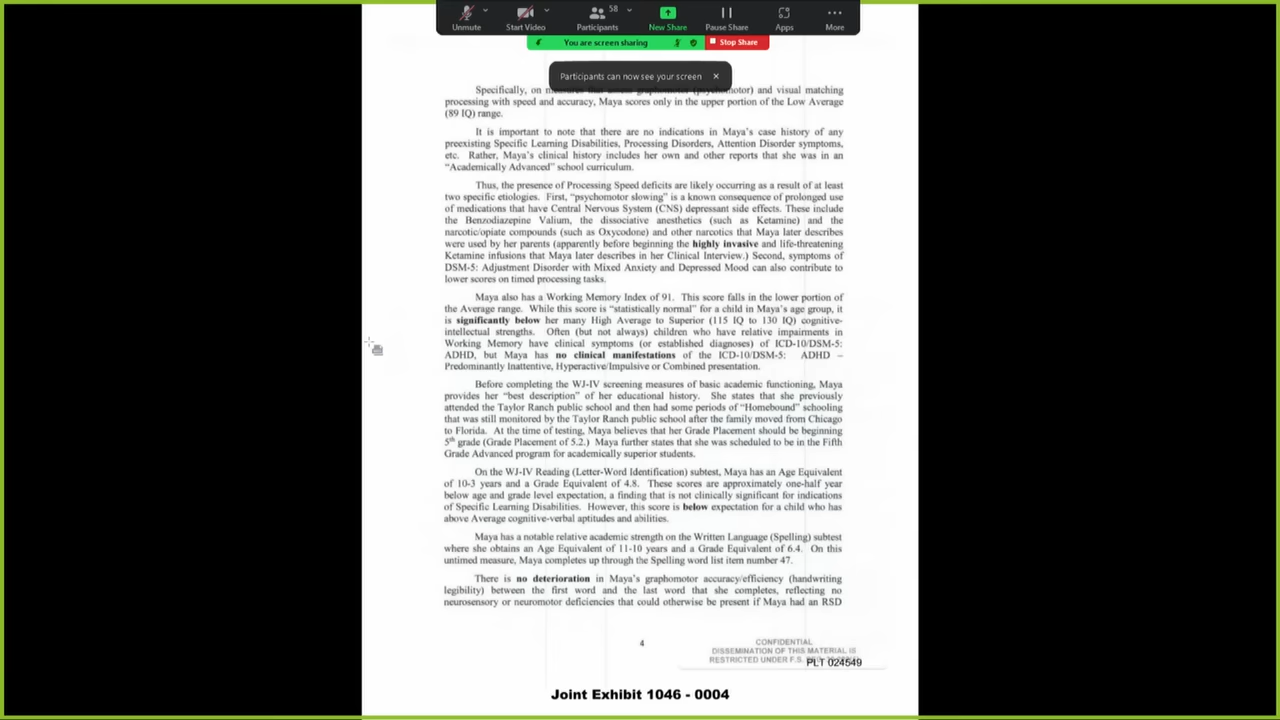 58
Unmute
Start Video
Participants
New Share
Pause Share
Apps
More
You are screen sharing
Stop Share
Participants can now see your screen
Specifically, on and visual matching
processing with speed and accuracy, Maya scores only in the upper portion of the Low Average
(89 IQ) range.
It is important to note that there are no indications in Maya's case history of any
preexisting Specific Learning Disabilities, Processing Disorders, Attention Disorder symptoms,
etc. Rather, Maya's clinical history includes her own and other reports that she was in an
"Academically Advanced" school curriculum.
Thus, the presence of Processing Speed deficits are likely occurring as a result of at least
two specific etiologies. First, "psychomotor slowing" is a known consequence of prolonged use
of medications that have Central Nervous System (CNS) depressant side effects. These include
the Benzodiazepine Valium, the dissociative anesthetics (such as Ketamine) and the
narcotic/opiate compounds (such as Oxycodone) and other narcotics that Maya later describes
were used by her parents (apparently before beginning the highly invasive and life-threatening
Ketamine infusions that Maya later describes in her Clinical Interview.) Second, symptoms of
DSM-5: Adjustment Disorder with Mixed Anxiety and Depressed Mood can also contribute to
lower scores on timed processing tasks.
Maya also has a Working Memory Index of 91. This score falls in the lower portion of
the Average range. While this score is "statistically normal" for a child in Maya's age group, it
is significantly below her many High Average to Superior (115 IQ to 130 IQ) cognitive-
intellectual strengths. Often (but not always) children who have relative impairments in
Working Memory have clinical symptoms (or established diagnoses) of ICD-10/DSM-5:
ADHD, but Maya has no clinical manifestations of the ICD-10/DSM-5: ADHD –
Predominantly Inattentive, Hyperactive/Impulsive or Combined presentation.
Before completing the WJ-IV screening measures of basic academic functioning, Maya
provides her "best description" of her educational history. She states that she previously
attended the Taylor Ranch public school and then had some periods of "Homebound" schooling
that was still monitored by the Taylor Ranch public school after the family moved from Chicago
to Florida. At the time of testing, Maya believes that her Grade Placement should be beginning
5th grade (Grade Placement of 5.2.) Maya further states that she was scheduled to be in the Fifth
Grade Advanced program for academically superior students.
On the WJ-IV Reading (Letter-Word Identification) subtest, Maya has an Age Equivalent
of 10-3 years and a Grade Equivalent of 4.8. These scores are approximately one-half year
below age and grade level expectation, a finding that is not clinically significant for indications
of Specific Learning Disabilities. However, this score is below expectation for a child who has
above Average cognitive-verbal aptitudes and abilities.
Maya has a notable relative academic strength on the Written Language (Spelling) subtest
where she obtains an Age Equivalent of 11-10 years and a Grade Equivalent of 6.4. On this
untimed measure, Maya completes up through the Spelling word list item number 47.
There is no deterioration in Maya's graphomotor accuracy/efficiency (handwriting
legibility) between the first word and the last word that she completes, reflecting no
neurosensory or neuromotor deficiencies that could otherwise be present if Maya had an RSD
4
CONFIDENTIAL
DISSEMINATION OF THIS MATERIAL IS
RESTRICTED UNDER F.S.
PLT 024549
Joint Exhibit 1046 - 0004